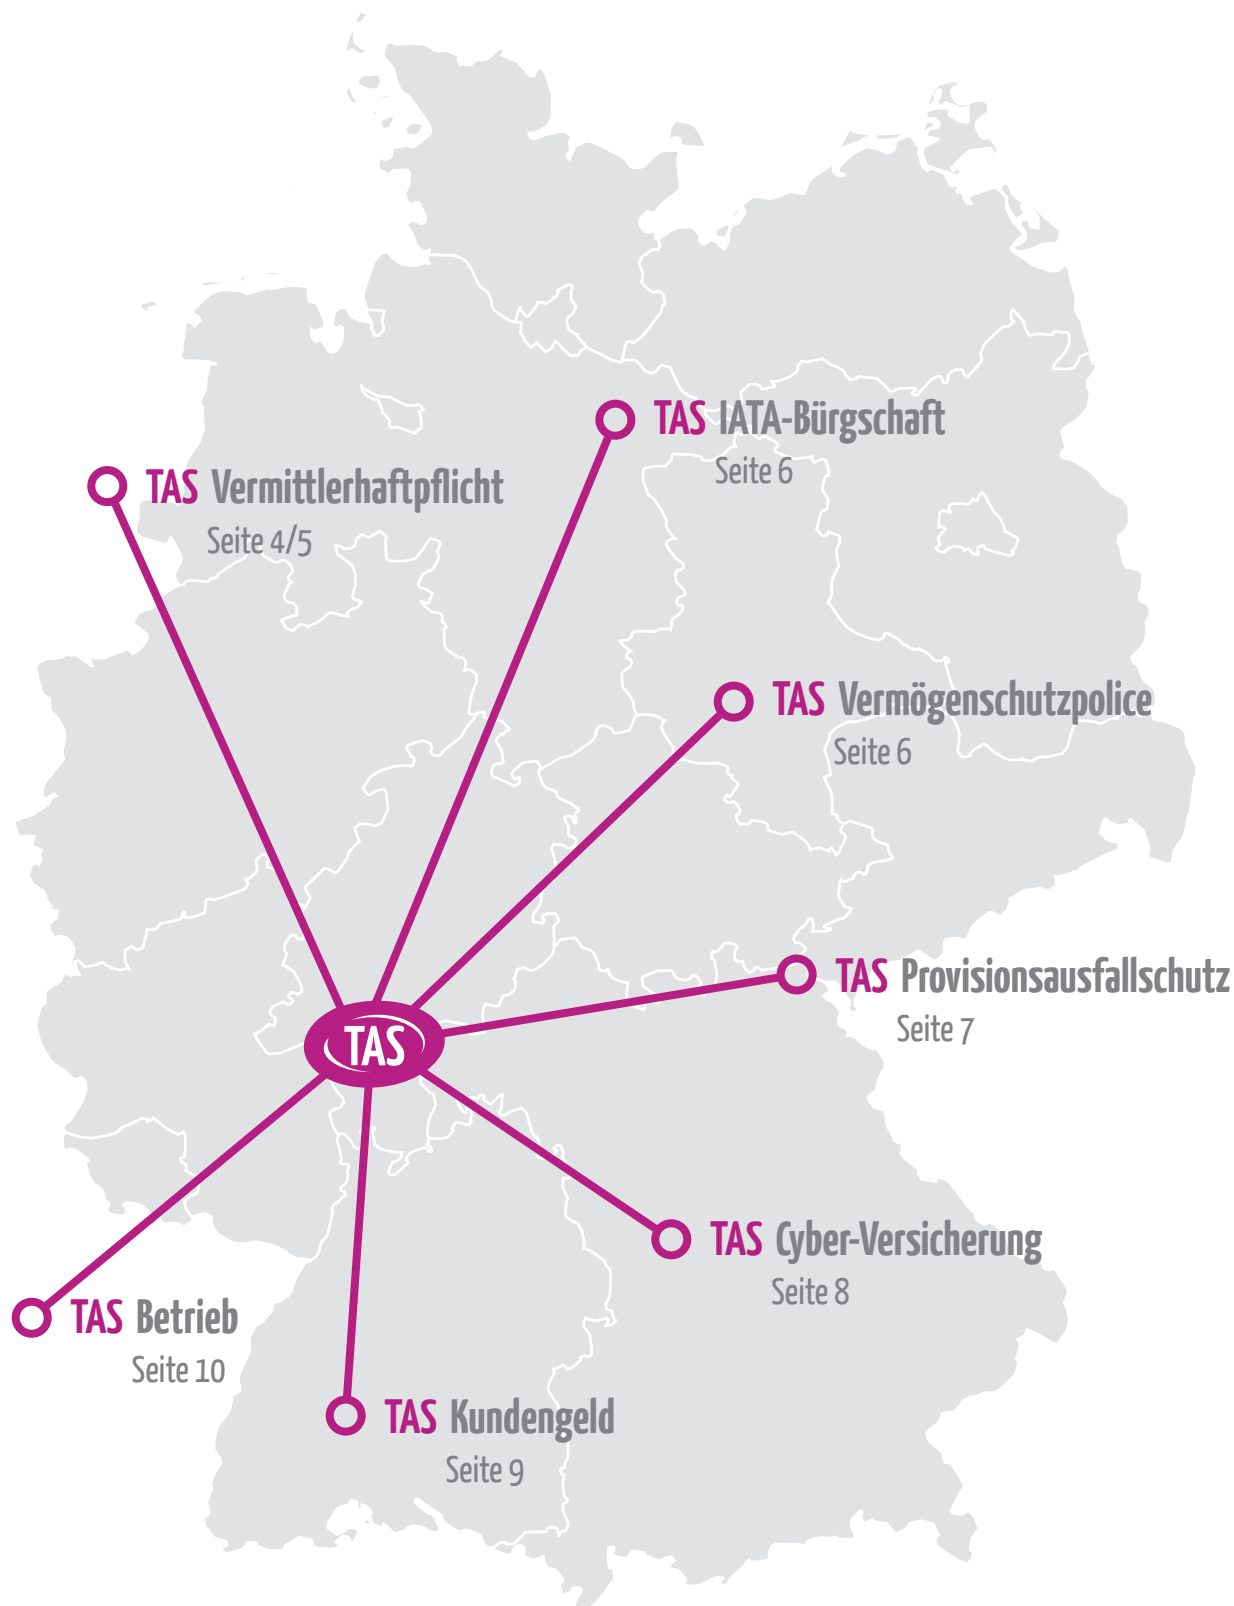 TAS IATA-Bürgschaft
Seite 6
TAS Vermittlerhaftpflicht
Seite 4/5
TAS Vermögenschutzpolice
Seite 6
TAS Provisionsausfallschutz
Seite 7
TAS
TAS Cyber-Versicherung
Seite 8
TAS Betrieb
Seite 10
TAS Kundengeld
Seite 9